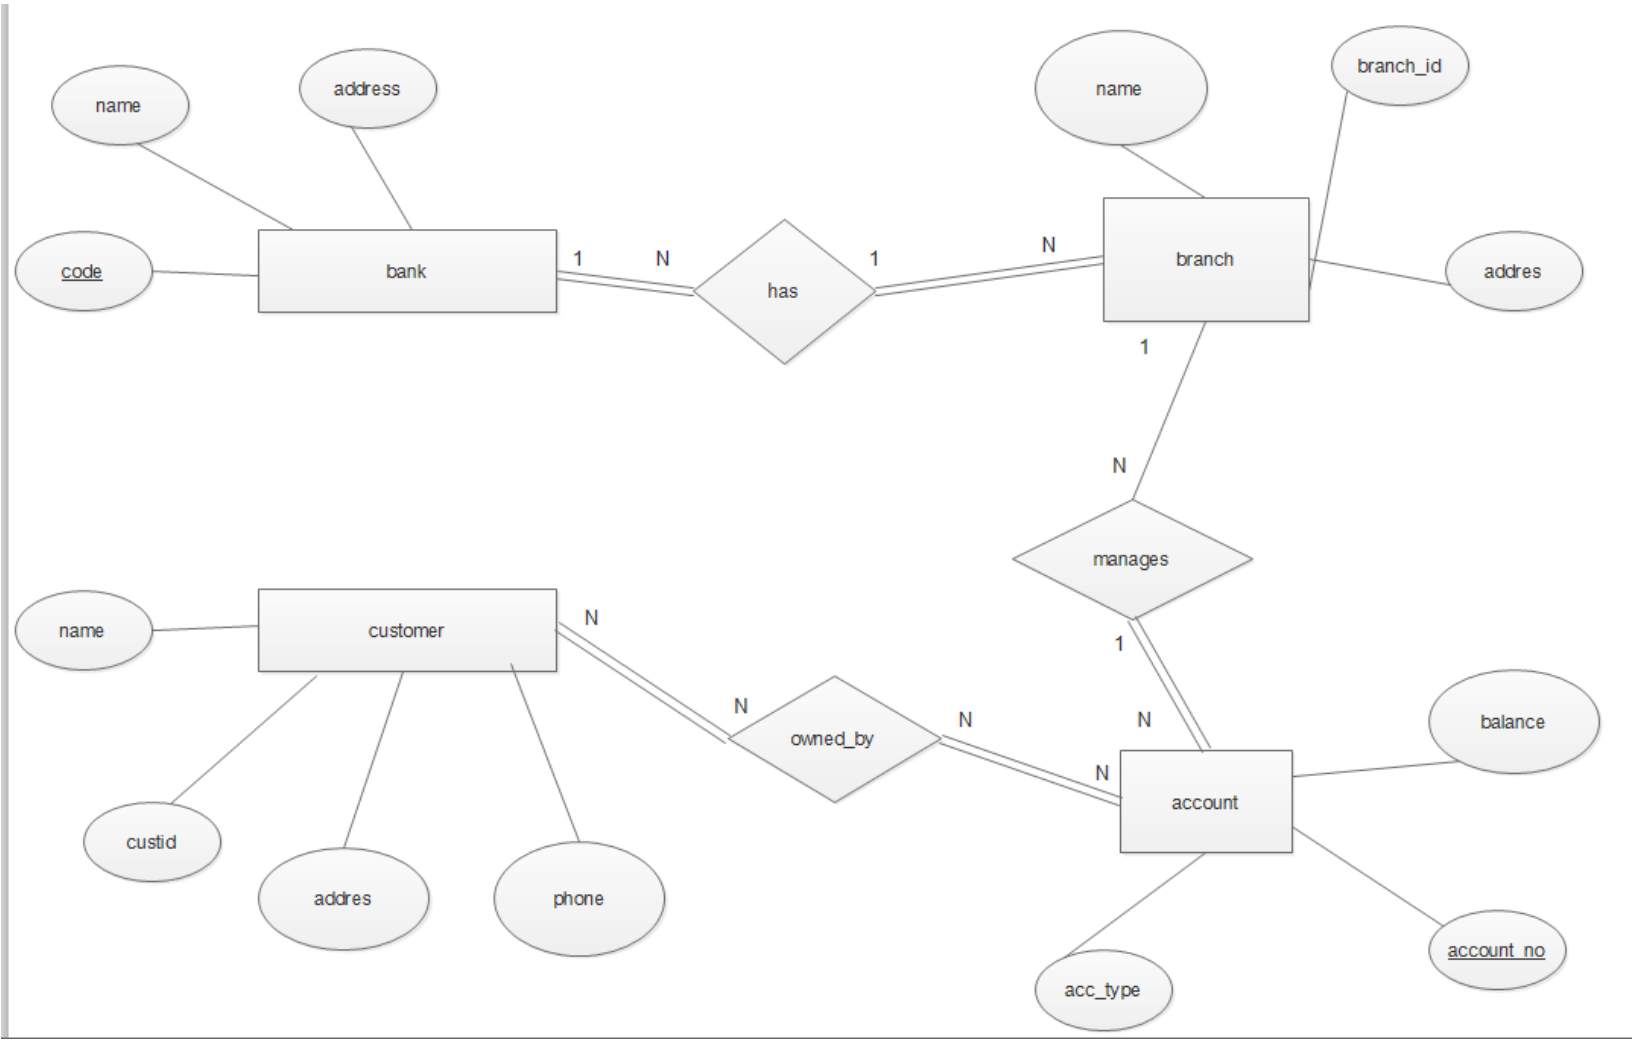 name
address
name
branch_id
code
bank
1
N
has
1
N
branch
addres
1
N
manages
name
customer
N
N
owned_by
N
N
1
N
account
balance
custid
addres
phone
acc_type
account_no